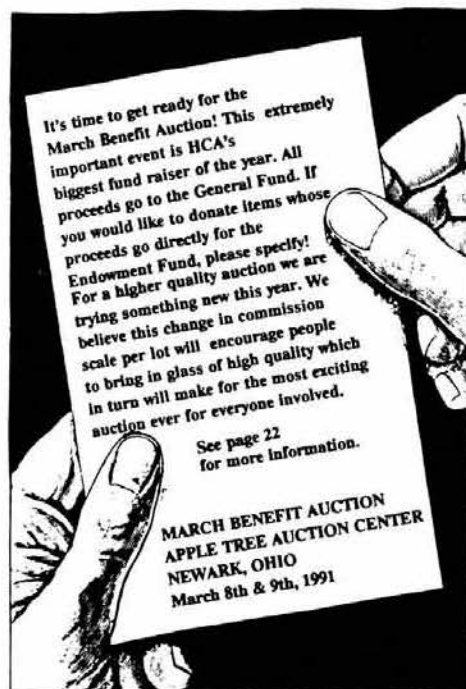 It's time to get ready for the
March Benefit Auction! This extremely
important event is HCA's
biggest fund raiser of the year. All
proceeds go to the General Fund. If
you would like to donate items whose
proceeds go directly for the
Endowment Fund, please specify!
For a higher quality auction we are
trying something new this year. We
believe this change in commission
scale per lot will encourage people
to bring in glass of high quality which
in turn will make for the most exciting
auction ever for everyone involved.
See page 22
for more information.
MARCH BENEFIT AUCTION
APPLE TREE AUCTION CENTER
NEWARK, OHIO
March 8th & 9th, 1991